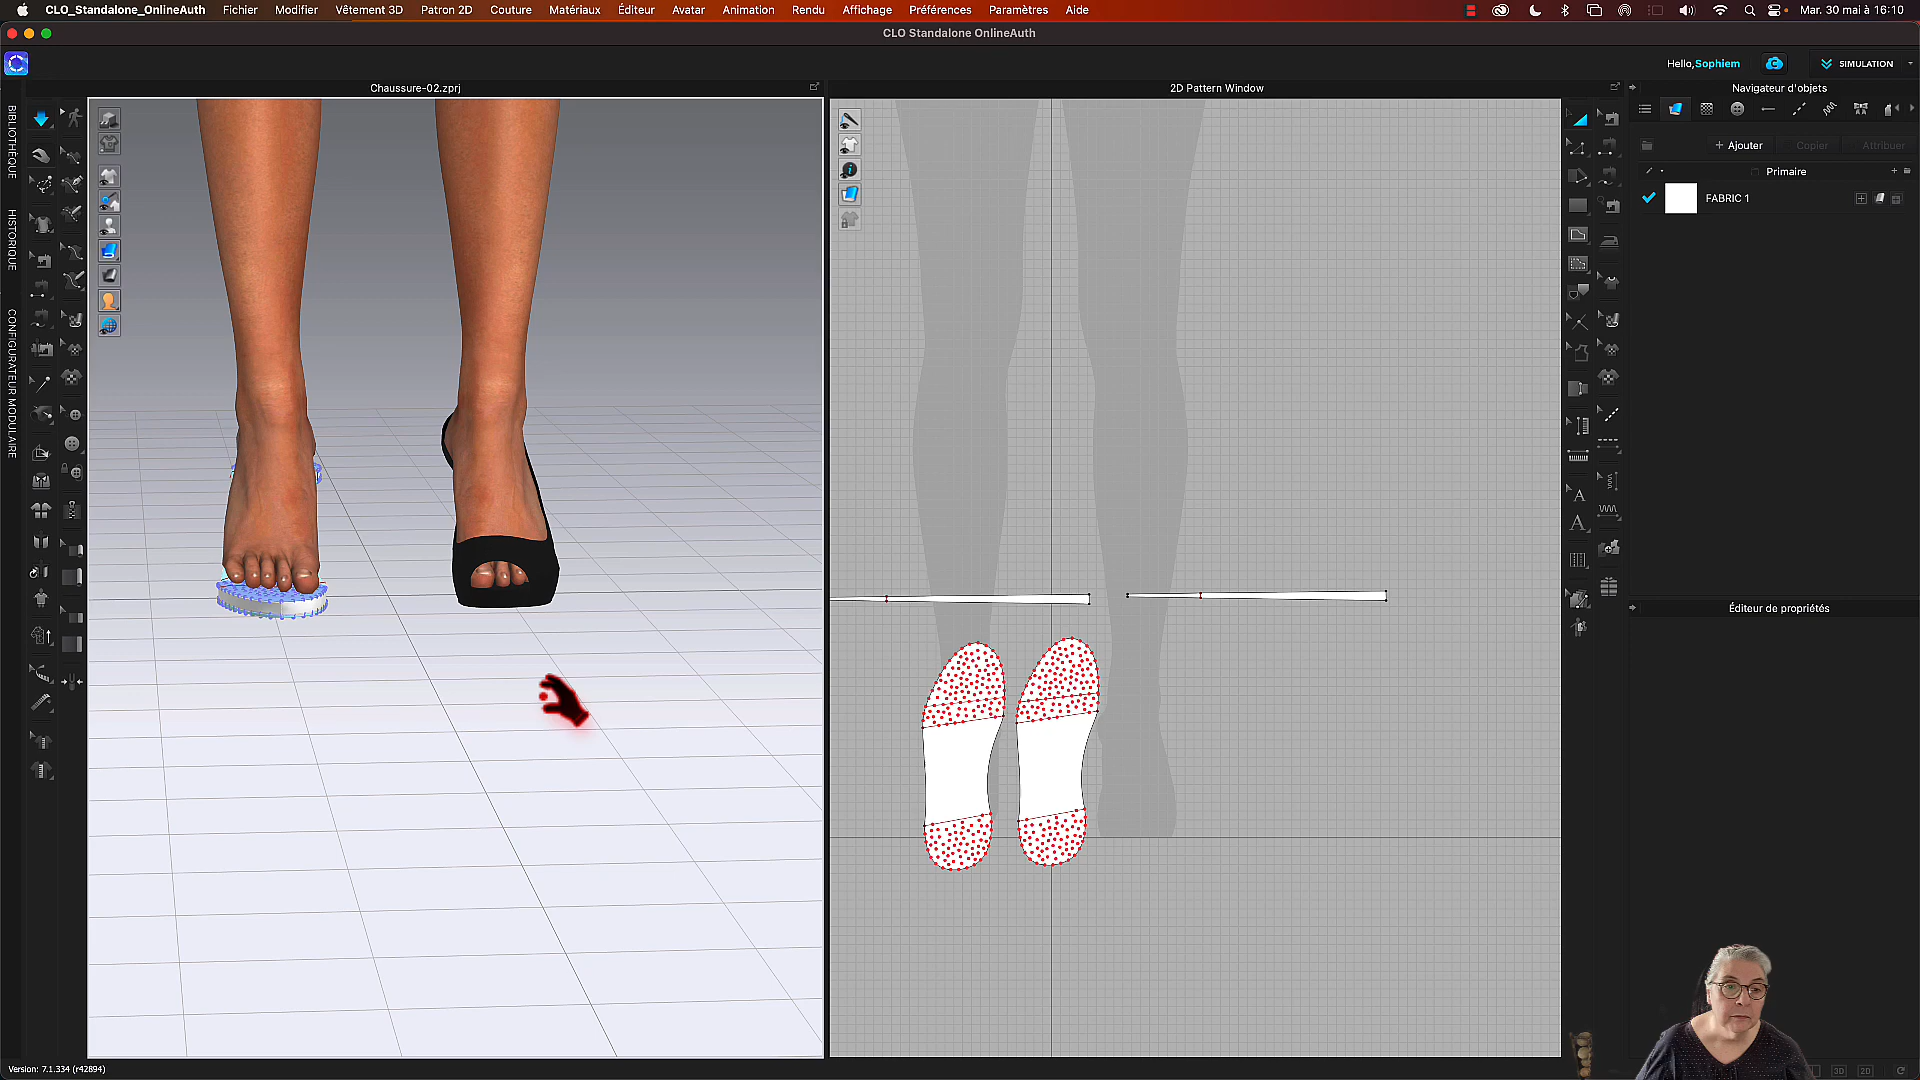 CLO_Standalone_OnlineAuth Fichier Modifier Vêtement 3D Patron 2D Couture Matériaux Éditeur Avatar Animation Rendu Affichage Préférences Paramètres Aide Mar. 30 mai à 16:10
CLO Standalone OnlineAuth
Hello,Sophiem SIMULATION
Chaussure-02.zprj 2D Pattern Window Navigateur d'objets
BIBLIOTHÈQUE
HISTORIQUE
CONFIGURATEUR MODULAIRE
+ Ajouter Copier Attribuer
Primaire
FABRIC 1
Éditeur de propriétés
Version: 7.1.334 (r42894)
3D 2D